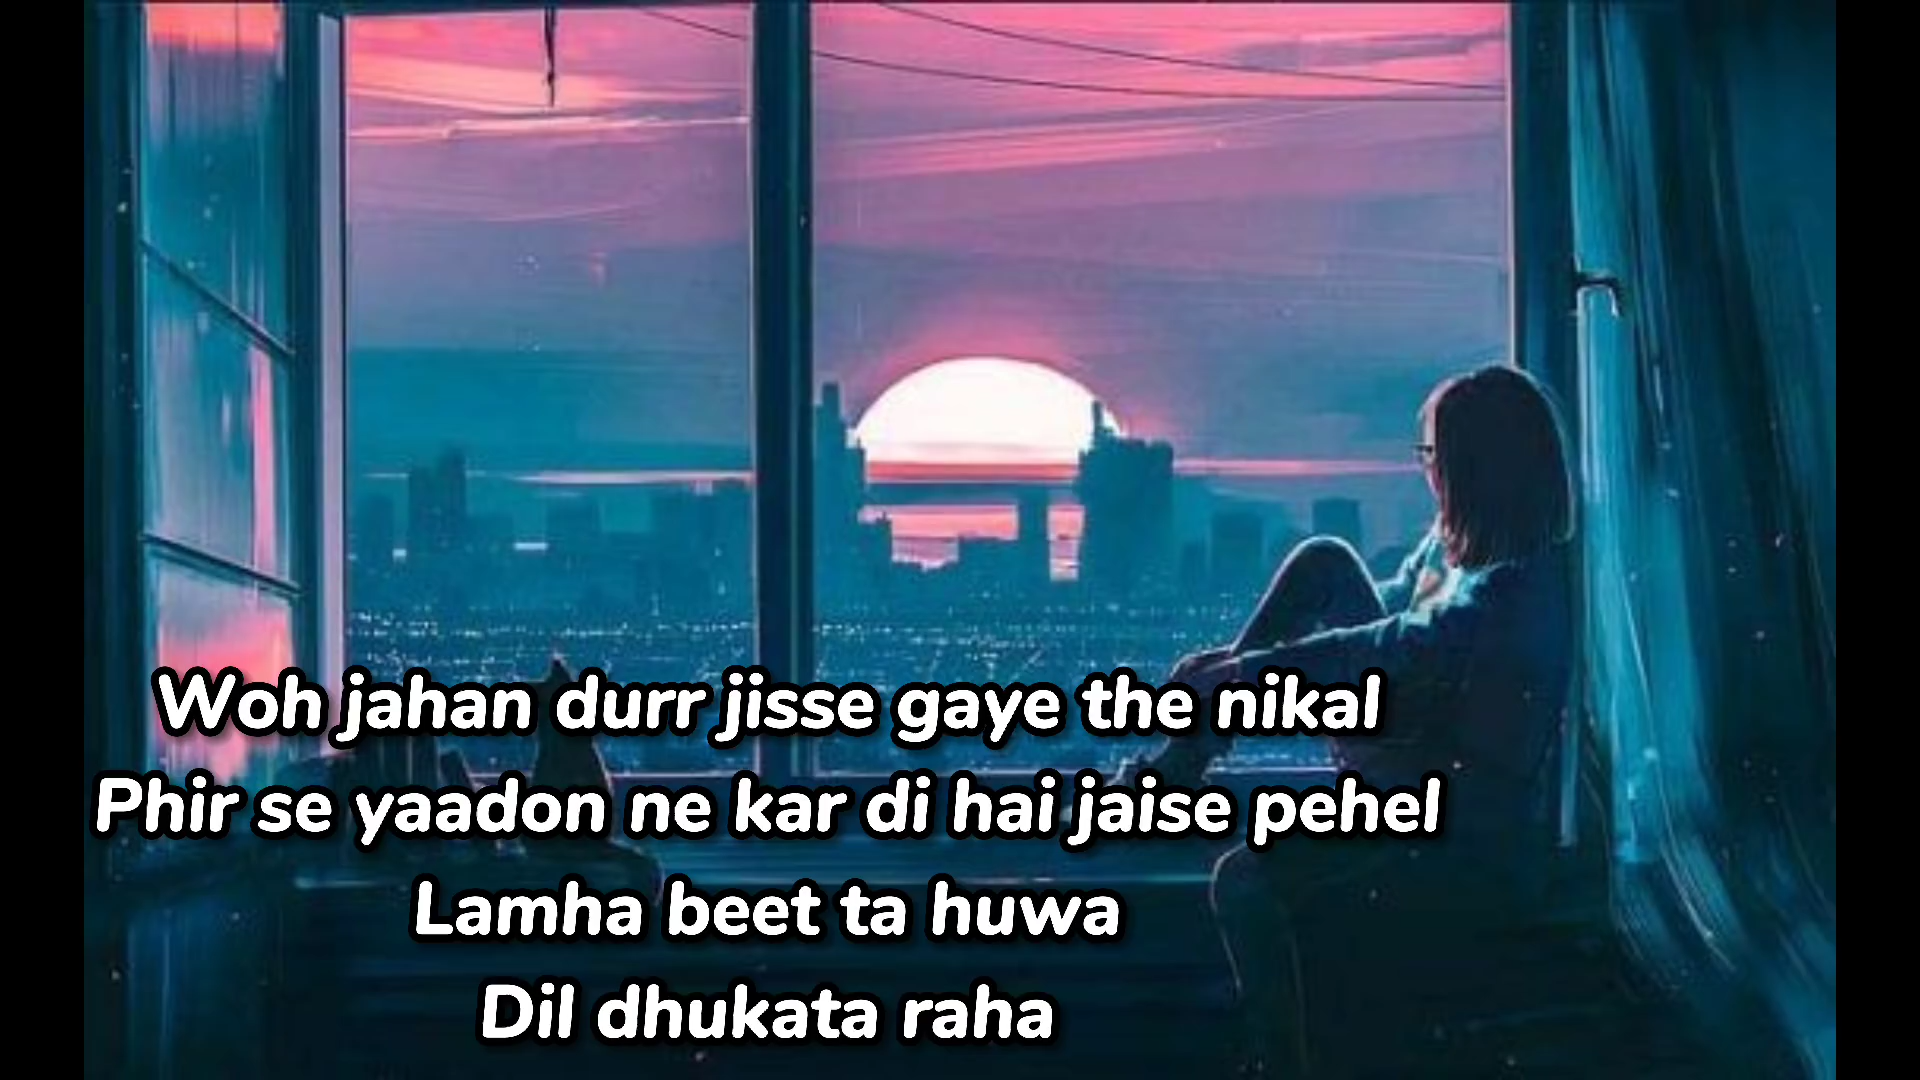 Woh jahan durr jisse gaye the nikal
Phir se yaadon ne kar di hai jaise pehel
Lamha beet ta huwa
Dil dhukata raha